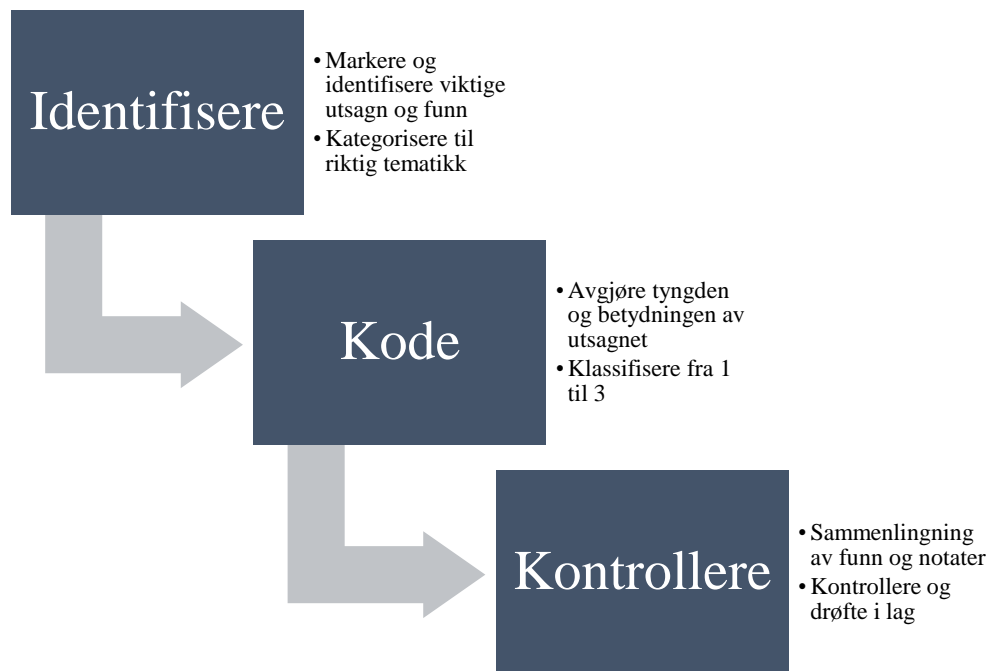 Identifisere
• Markere og
identifisere viktige
utsagn og funn
• Kategorisere til
riktig tematikk
Kode
• Avgjøre tyngden
og betydningen av
utsagnet
• Klassifisere fra 1
til 3
Kontrollere
• Sammenlingning
av funn og notater
• Kontrollere og
drøfte i lag